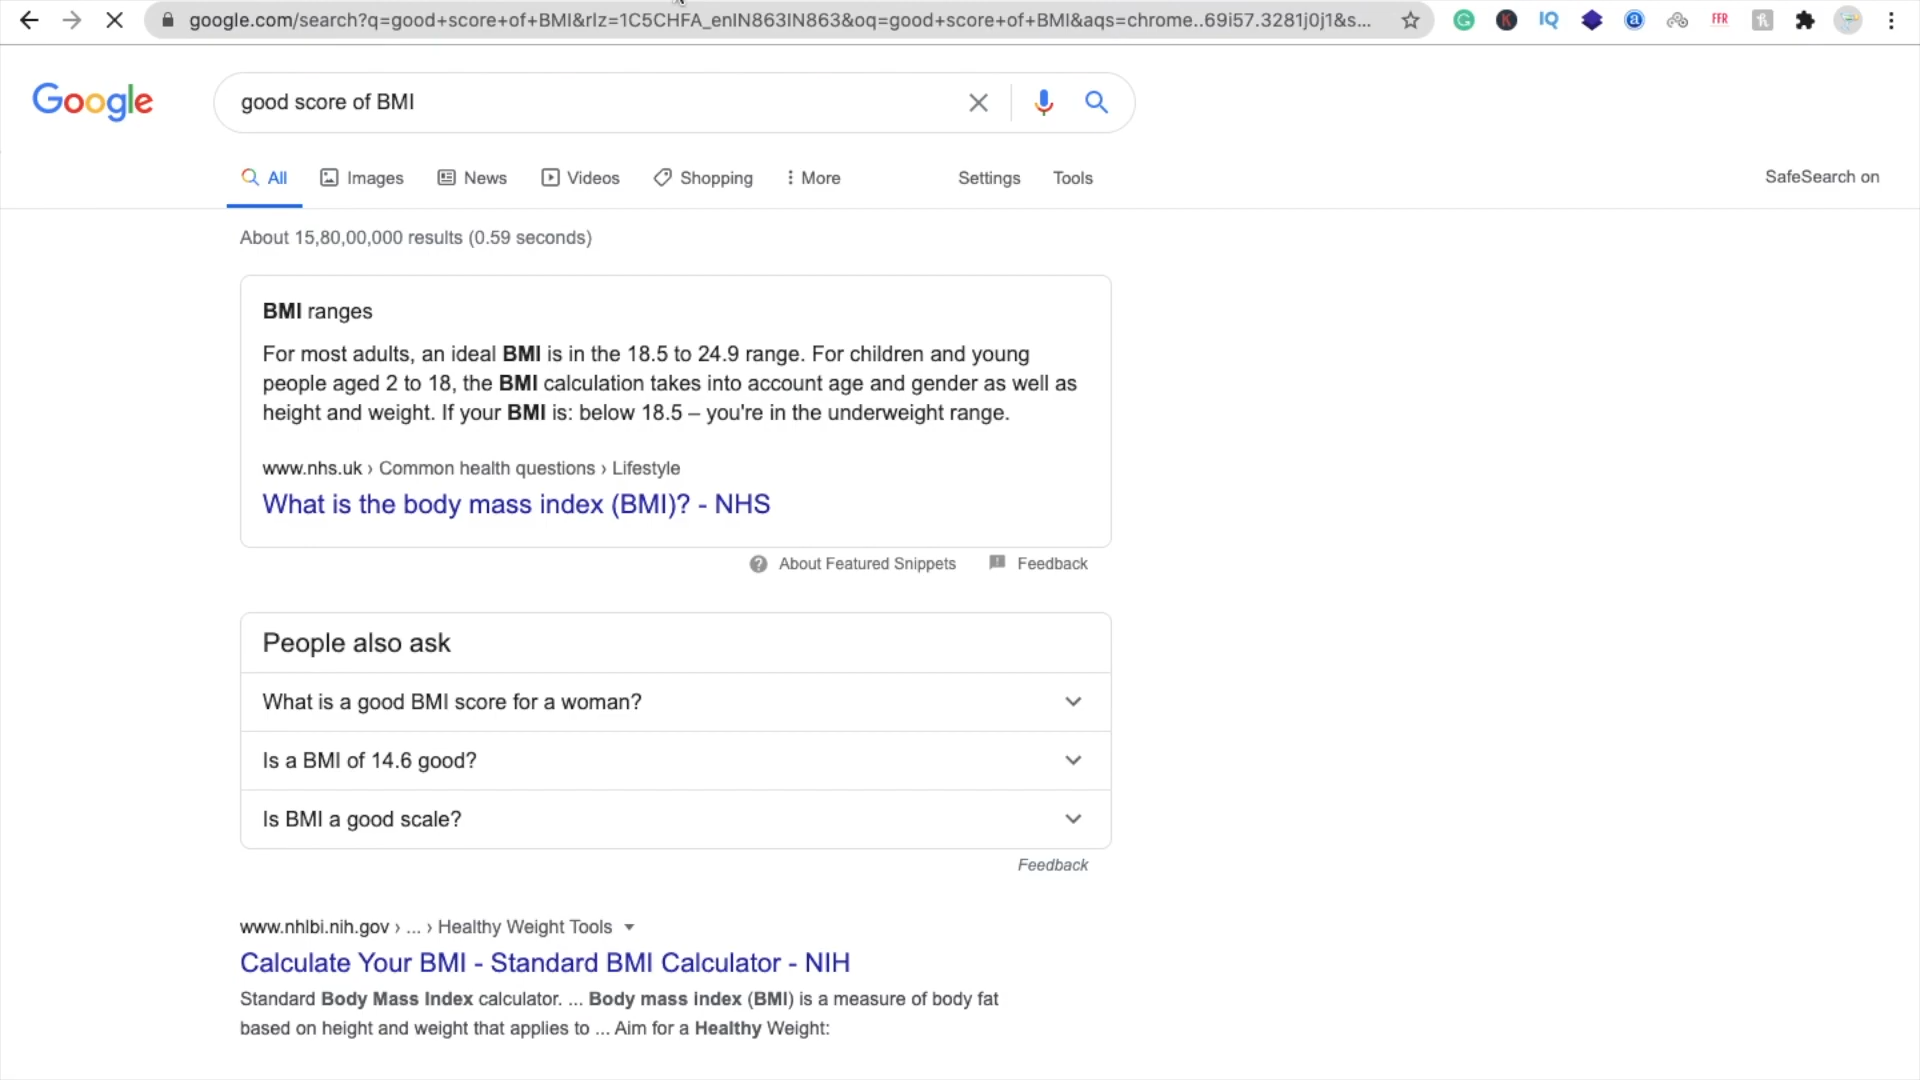 google.com/search?q=good+score+of+BMI&rlz=1C5CHFA_enIN863IN863&oq=good+score+of+BMI&aqs=chrome..69i57.3281j0j1&s...
IQ
FFR
Google
good score of BMI
All Images News Videos Shopping More Settings Tools SafeSearch on
About 15,80,00,000 results (0.59 seconds)
BMI ranges
For most adults, an ideal BMI is in the 18.5 to 24.9 range. For children and young
people aged 2 to 18, the BMI calculation takes into account age and gender as well as
height and weight. If your BMI is: below 18.5 – you're in the underweight range.
www.nhs.uk › Common health questions › Lifestyle
What is the body mass index (BMI)? - NHS
About Featured Snippets Feedback
People also ask
What is a good BMI score for a woman?
Is a BMI of 14.6 good?
Is BMI a good scale?
Feedback
www.nhlbi.nih.gov › ... › Healthy Weight Tools
Calculate Your BMI - Standard BMI Calculator - NIH
Standard Body Mass Index calculator. ... Body mass index (BMI) is a measure of body fat
based on height and weight that applies to ... Aim for a Healthy Weight: